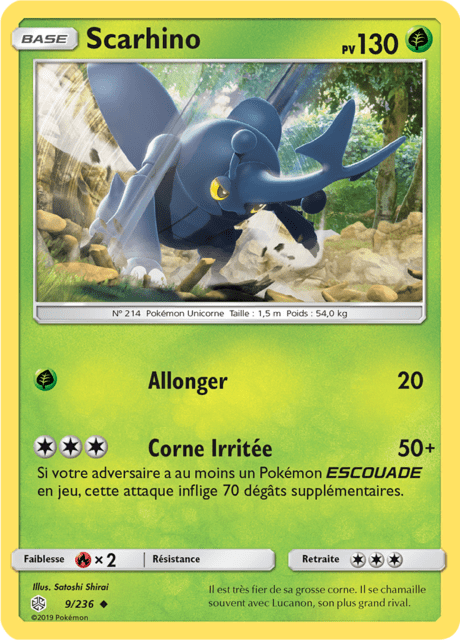 BASE Scarhino PV 130
N° 214 Pokémon Unicorne Taille : 1,5 m Poids : 54,0 kg
Allonger 20
Corne Irritée 50+
Si votre adversaire a au moins un Pokémon ESCOUADE
en jeu, cette attaque inflige 70 dégâts supplémentaires.
Faiblesse × 2 Résistance Retraite
Illus. Satoshi Shirai
9/236
©2019 Pokémon
Il est très fier de sa grosse corne. Il se chamaille
souvent avec Lucanon, son plus grand rival.